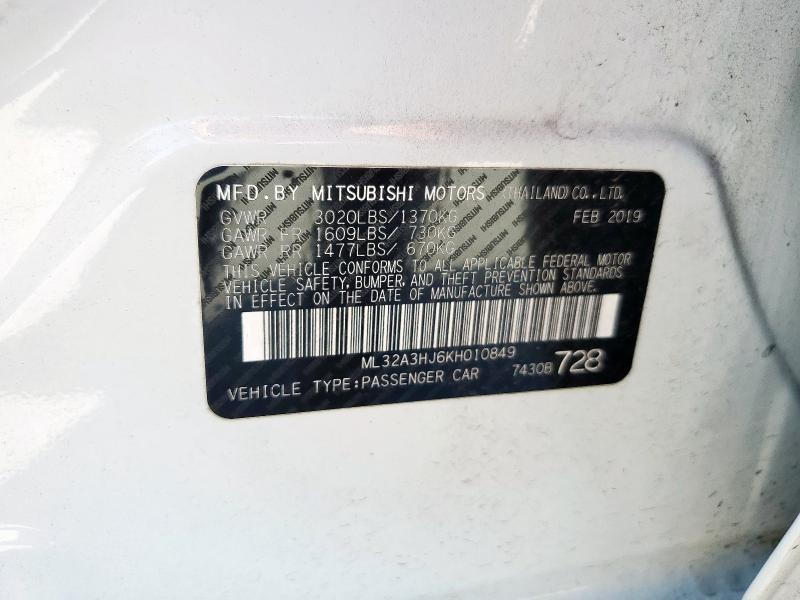 MFD. BY MITSUBISHI MOTORS (THAILAND) CO., LTD.
GVWR 3020LBS/1370KG FEB 2019
GAWR FR 1609LBS/ 730KG
GAWR RR 1477LBS/ 670KG
THIS VEHICLE CONFORMS TO ALL APPLICABLE FEDERAL MOTOR
VEHICLE SAFETY, BUMPER, AND THEFT PREVENTION STANDARDS
IN EFFECT ON THE DATE OF MANUFACTURE SHOWN ABOVE.
ML32A3HJ6KH010849
VEHICLE TYPE:PASSENGER CAR 7430B 728